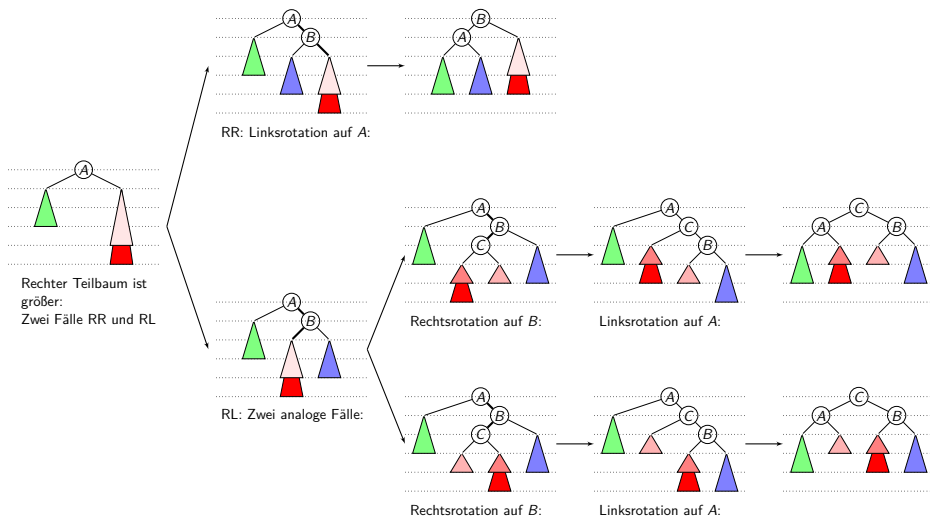 A
B
B
A
RR: Linksrotation auf A:
A
Rechter Teilbaum ist
größer:
Zwei Fälle RR und RL
A
B
C
A
C
B
C
A
B
Rechtsrotation auf B:
Linksrotation auf A:
A
B
RL: Zwei analoge Fälle:
A
B
C
A
C
B
C
A
B
Rechtsrotation auf B:
Linksrotation auf A: